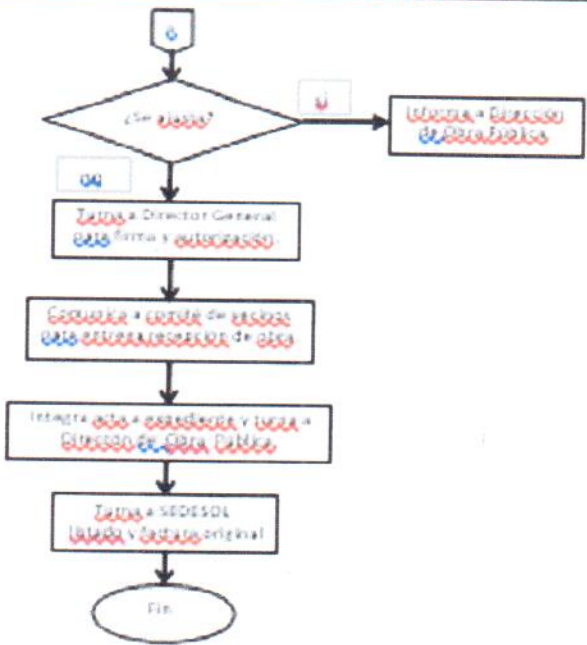 6
¿Se ajusta?
si
Informa a Dirección
de Obra Pública
no
Turna a Director General
para firma y autorización.
Comunica a comité de vecinos
para entrega recepción de obra
Integra acta a expediente y turna a
Dirección de Obra Pública.
Turna a SEDESOL
listado y factura original
Fin